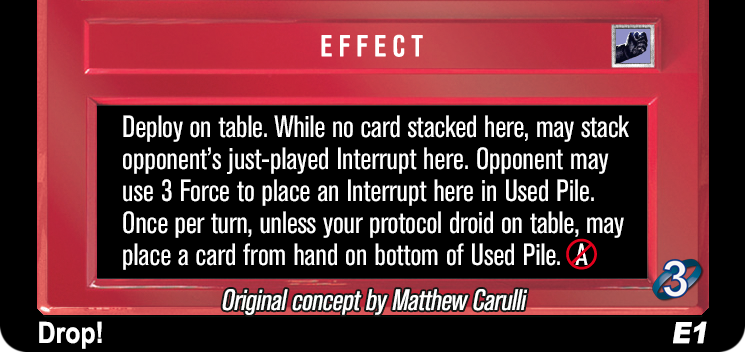 EFFECT
Deploy on table. While no card stacked here, may stack
opponent’s just-played Interrupt here. Opponent may
use 3 Force to place an Interrupt here in Used Pile.
Once per turn, unless your protocol droid on table, may
place a card from hand on bottom of Used Pile. A
3
Original concept by Matthew Carulli
Drop! E1